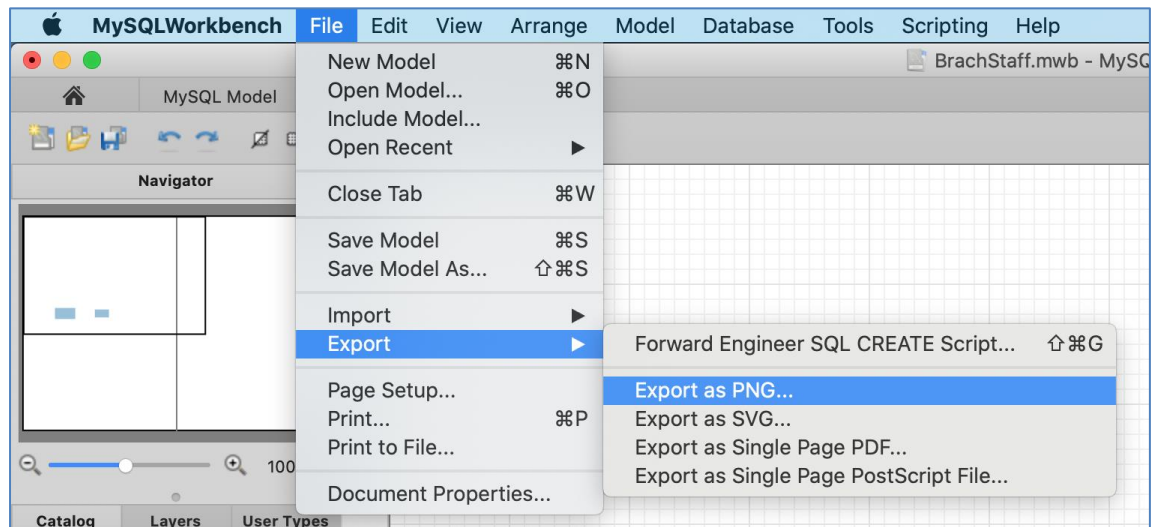 MySQLWorkbench File Edit View Arrange Model Database Tools Scripting Help
BrachStaff.mwb - MySQ
MySQL Model
Navigator
New Model ⌘N
Open Model... ⌘O
Include Model...
Open Recent ▶
Close Tab ⌘W
Save Model ⌘S
Save Model As... ⇧⌘S
Import ▶
Export ▶
Forward Engineer SQL CREATE Script... ⇧⌘G
Export as PNG...
Export as SVG...
Export as Single Page PDF...
Export as Single Page PostScript File...
Page Setup...
Print... ⌘P
Print to File...
Document Properties...
100
Catalog Layers User Types